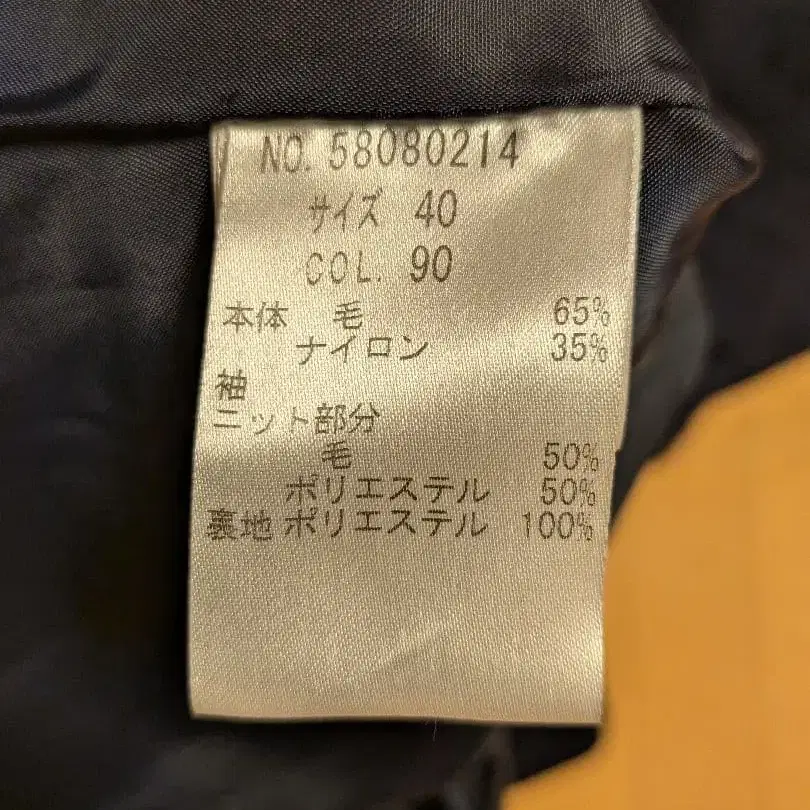 NO. 58080214
サイズ 40
COL. 90
本体 毛 65%
ナイロン 35%
袖
ニット部分
毛 50%
ポリエステル 50%
裏地 ポリエステル 100%